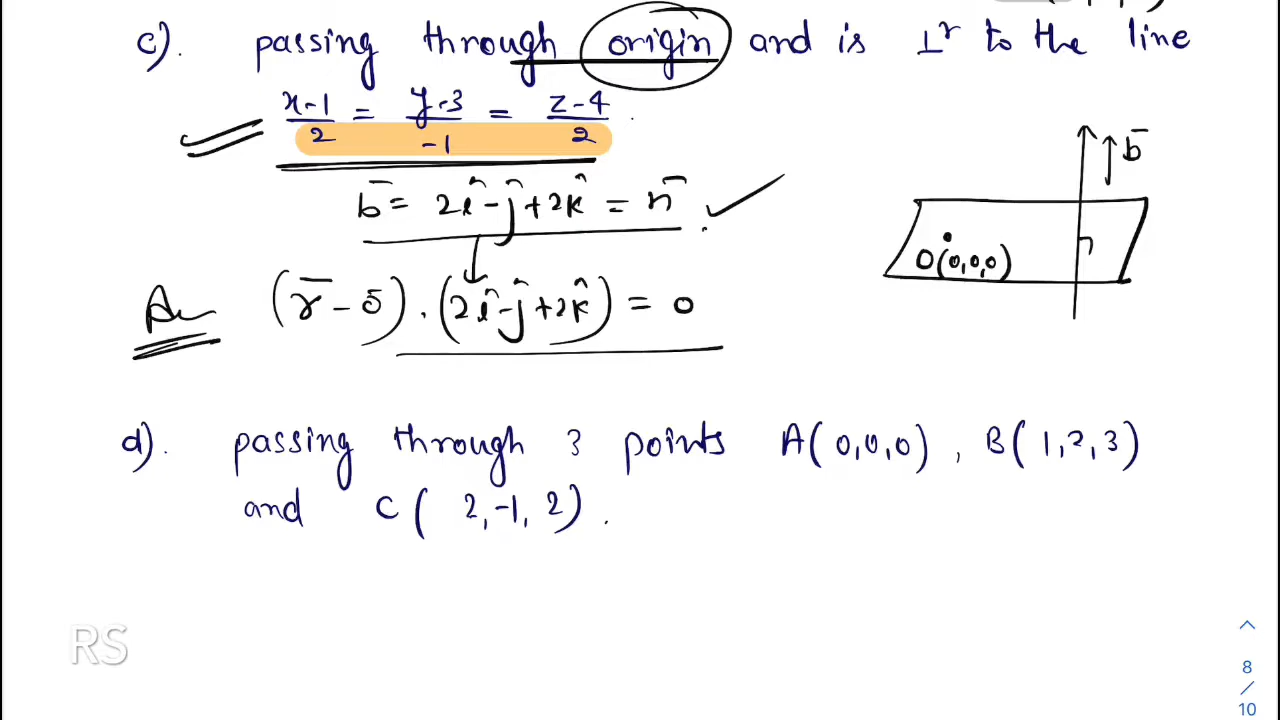 c). passing through origin and is ⊥ʳ to the line
x-1/2 = y-3/-1 = z-4/2
b̄ = 2î-ĵ+2k̂ = n̄
b̄
O(0,0,0)
(r̄ - ō) . (2î-ĵ+2k̂) = 0
d). passing through 3 points A(0,0,0), B(1,2,3)
and C(2,-1,2).
RS
8
/
10